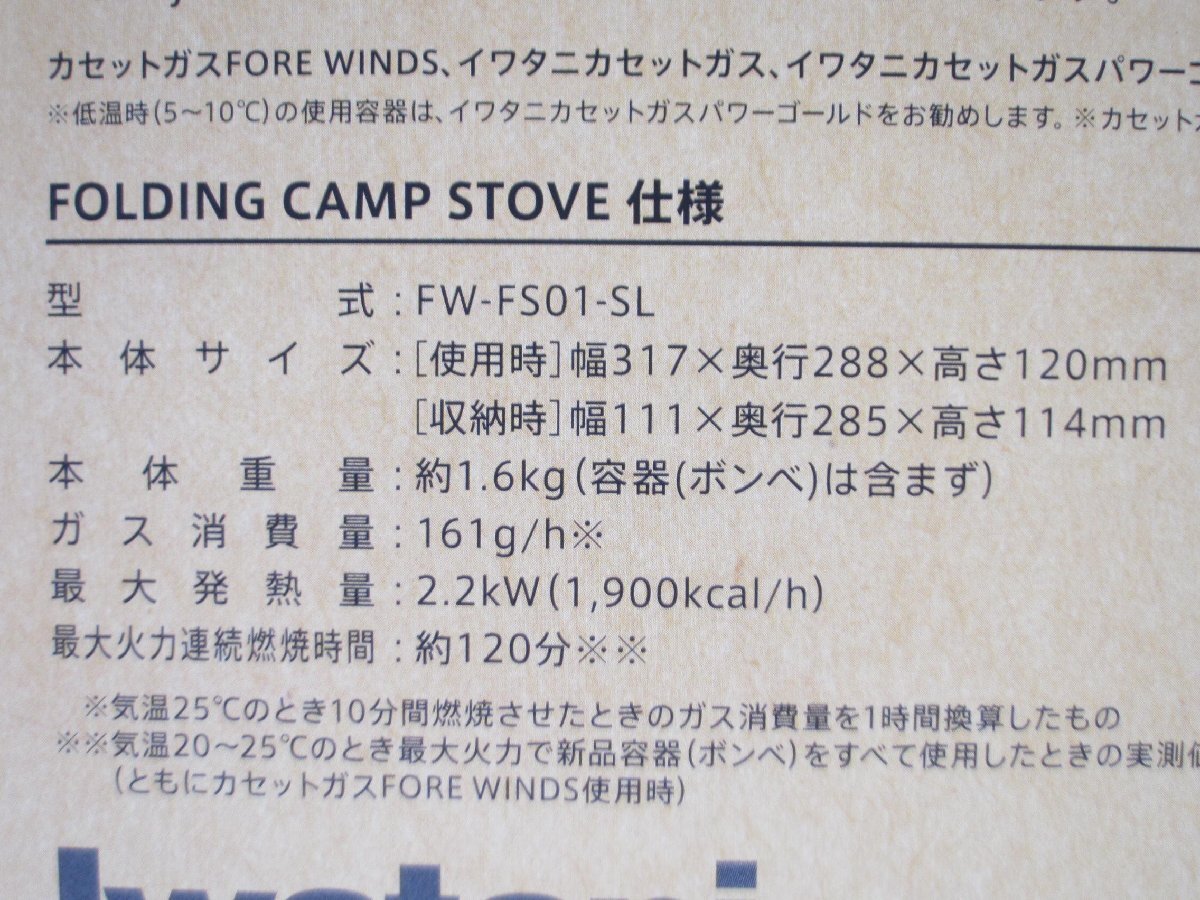 カセットガスFORE WINDS、イワタニカセットガス、イワタニカセットガスパワーゴ
※低温時(5～10℃)の使用容器は、イワタニカセットガスパワーゴールドをお勧めします。※カセットガ
FOLDING CAMP STOVE 仕様
型式：FW-FS01-SL
本体サイズ：[使用時]幅317×奥行288×高さ120mm
[収納時]幅111×奥行285×高さ114mm
本体重量：約1.6kg(容器(ボンベ)は含まず)
ガス消費量：161g/h※
最大発熱量：2.2kW(1,900kcal/h)
最大火力連続燃焼時間：約120分※※
※気温25℃のとき10分間燃焼させたときのガス消費量を1時間換算したもの
※※気温20～25℃のとき最大火力で新品容器(ボンベ)をすべて使用したときの実測値
(ともにカセットガスFORE WINDS使用時)
Iwatani